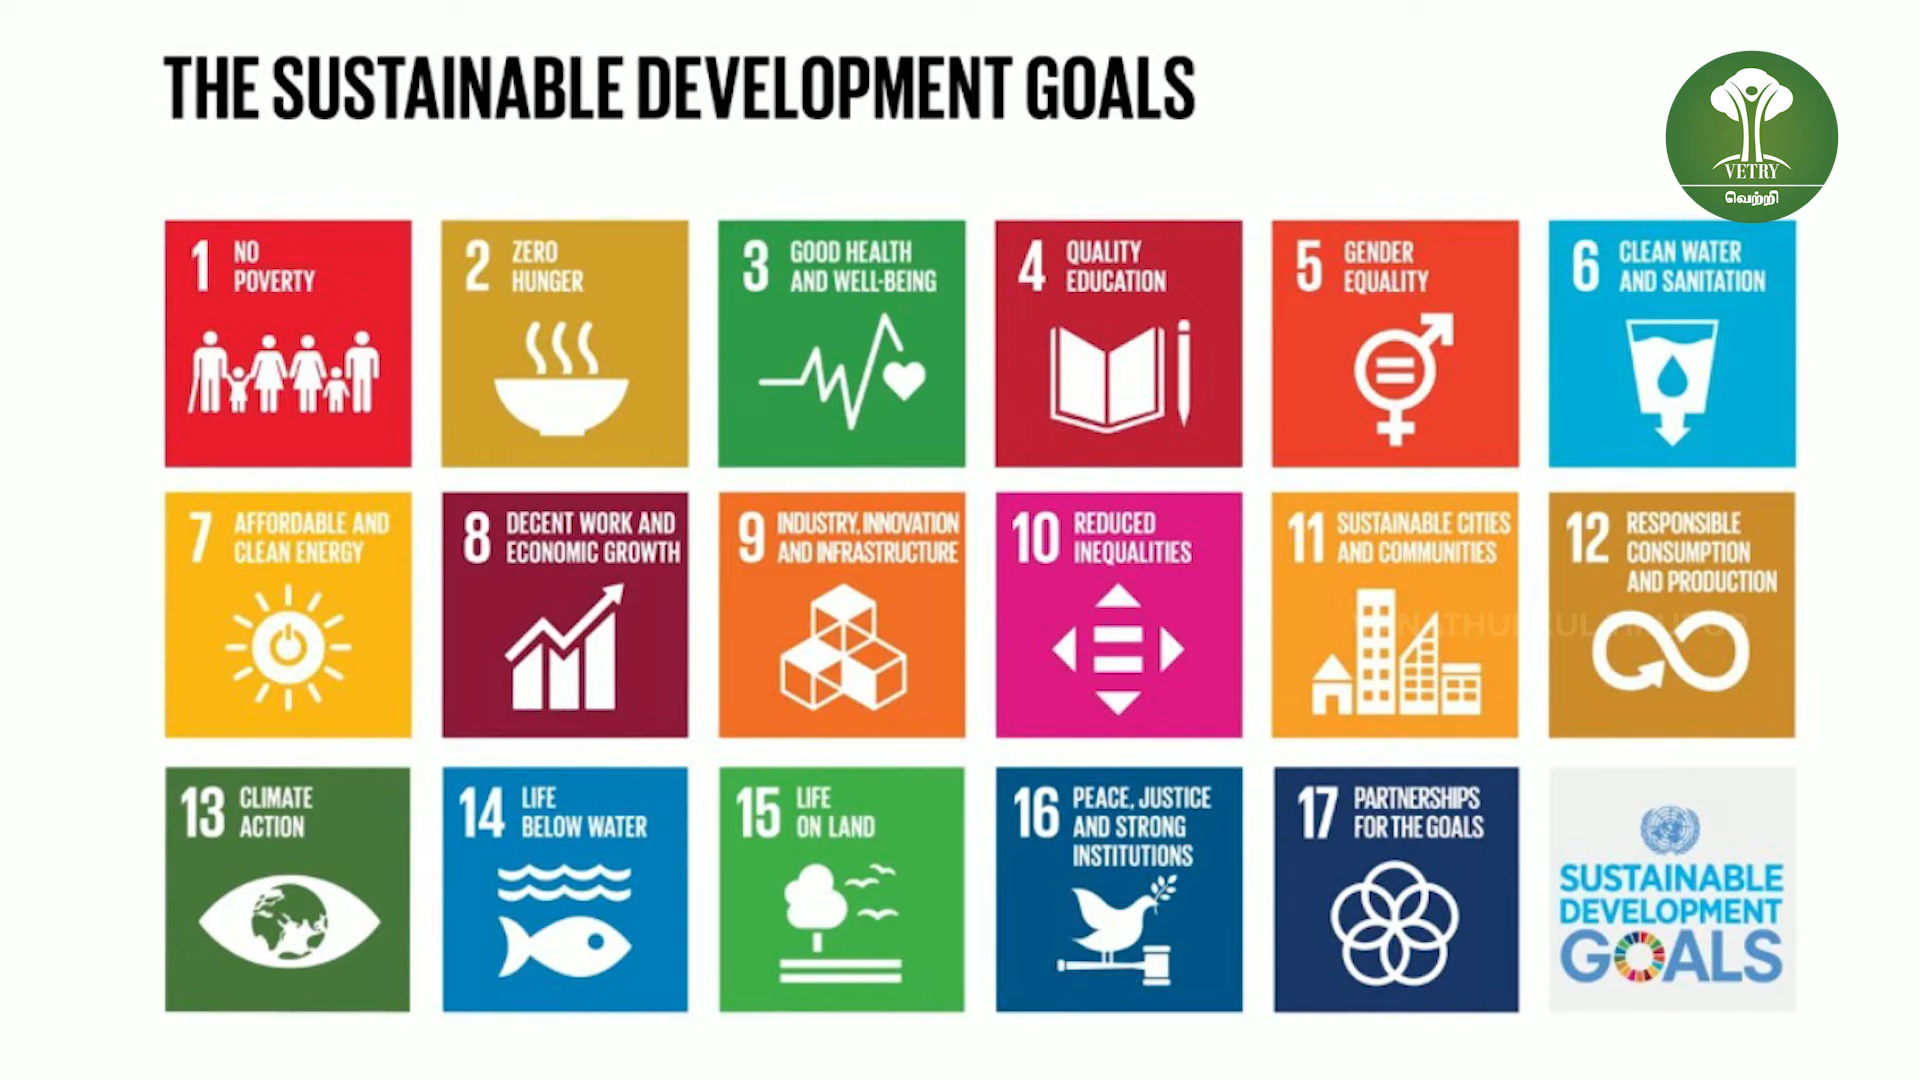 THE SUSTAINABLE DEVELOPMENT GOALS
VETRY
வெற்றி
1 NO
POVERTY
2 ZERO
HUNGER
3 GOOD HEALTH
AND WELL-BEING
4 QUALITY
EDUCATION
5 GENDER
EQUALITY
6 CLEAN WATER
AND SANITATION
7 AFFORDABLE AND
CLEAN ENERGY
8 DECENT WORK AND
ECONOMIC GROWTH
9 INDUSTRY, INNOVATION
AND INFRASTRUCTURE
10 REDUCED
INEQUALITIES
11 SUSTAINABLE CITIES
AND COMMUNITIES
12 RESPONSIBLE
CONSUMPTION
AND PRODUCTION
13 CLIMATE
ACTION
14 LIFE
BELOW WATER
15 LIFE
ON LAND
16 PEACE, JUSTICE
AND STRONG
INSTITUTIONS
17 PARTNERSHIPS
FOR THE GOALS
SUSTAINABLE
DEVELOPMENT
GOALS